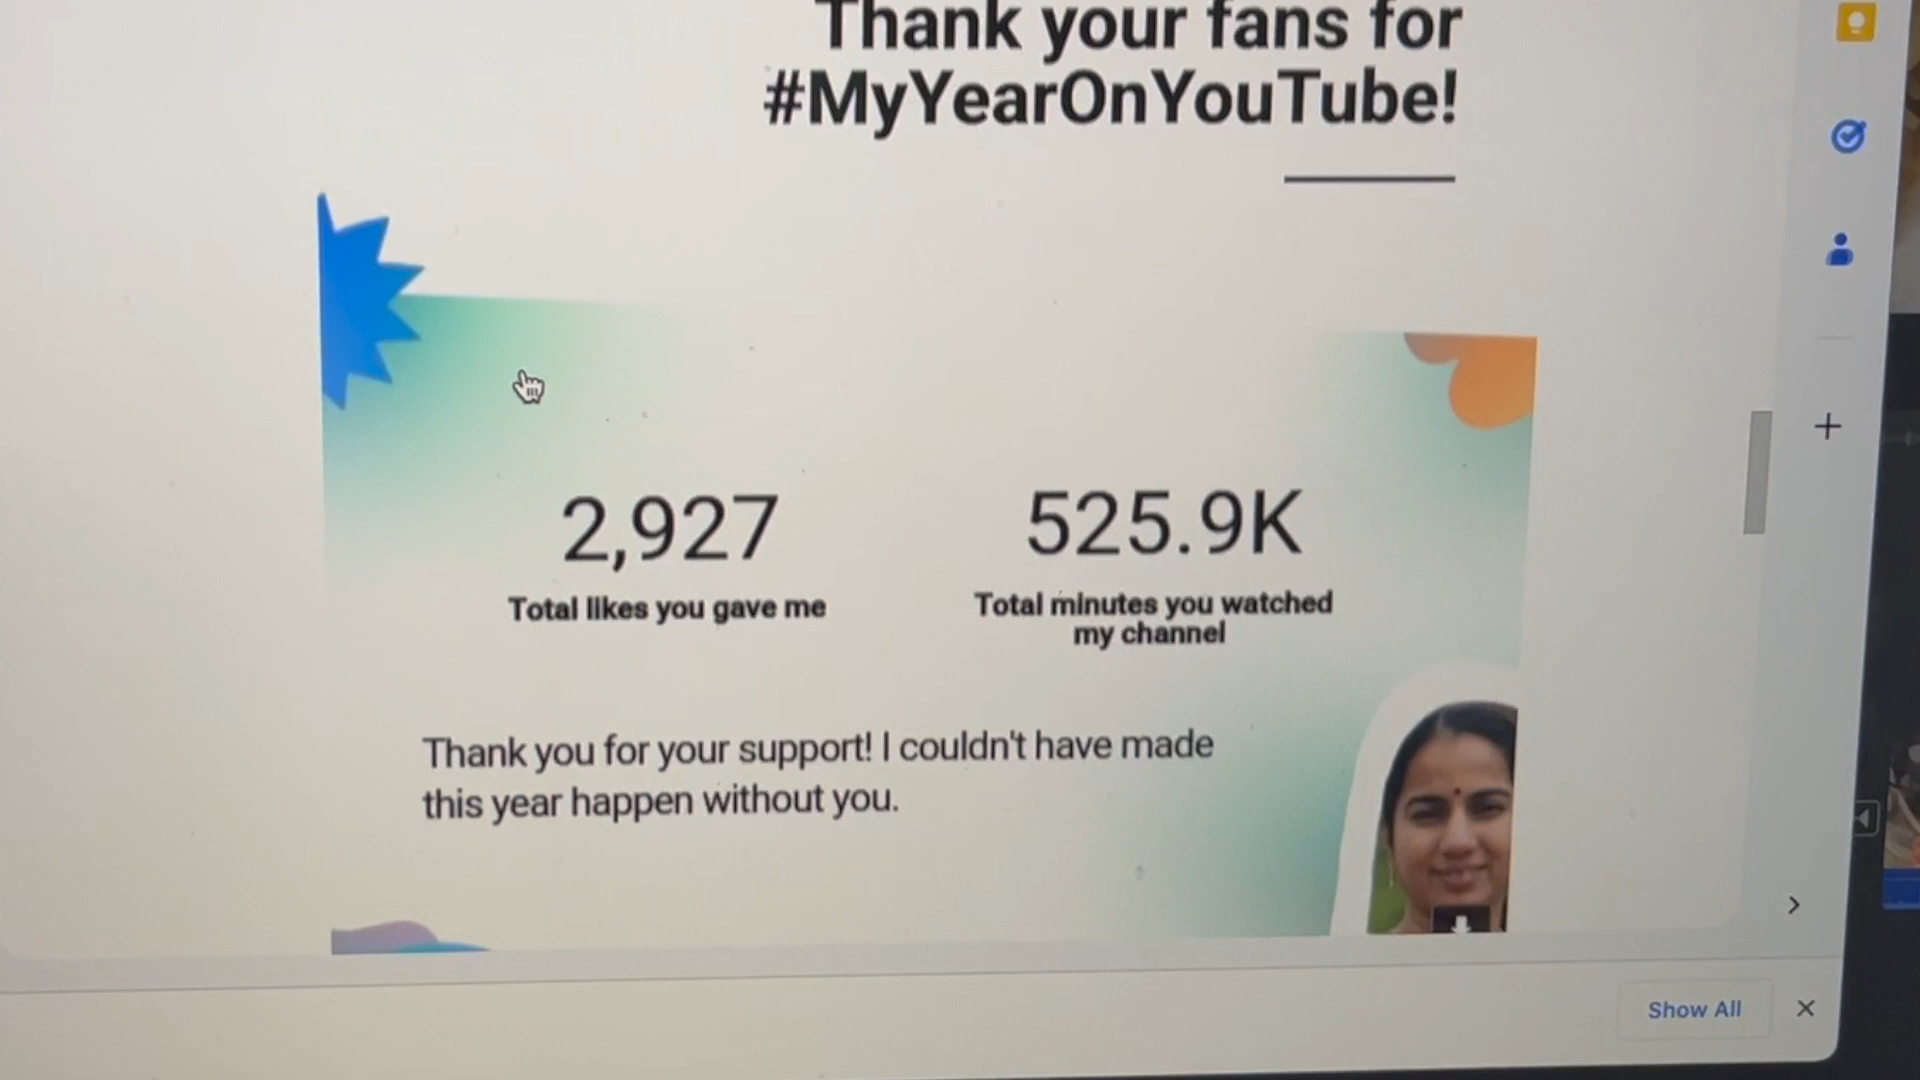 Thank your fans for
#MyYearOnYouTube!
2,927
525.9K
Total likes you gave me
Total minutes you watched
my channel
Thank you for your support! I couldn't have made
this year happen without you.
Show All